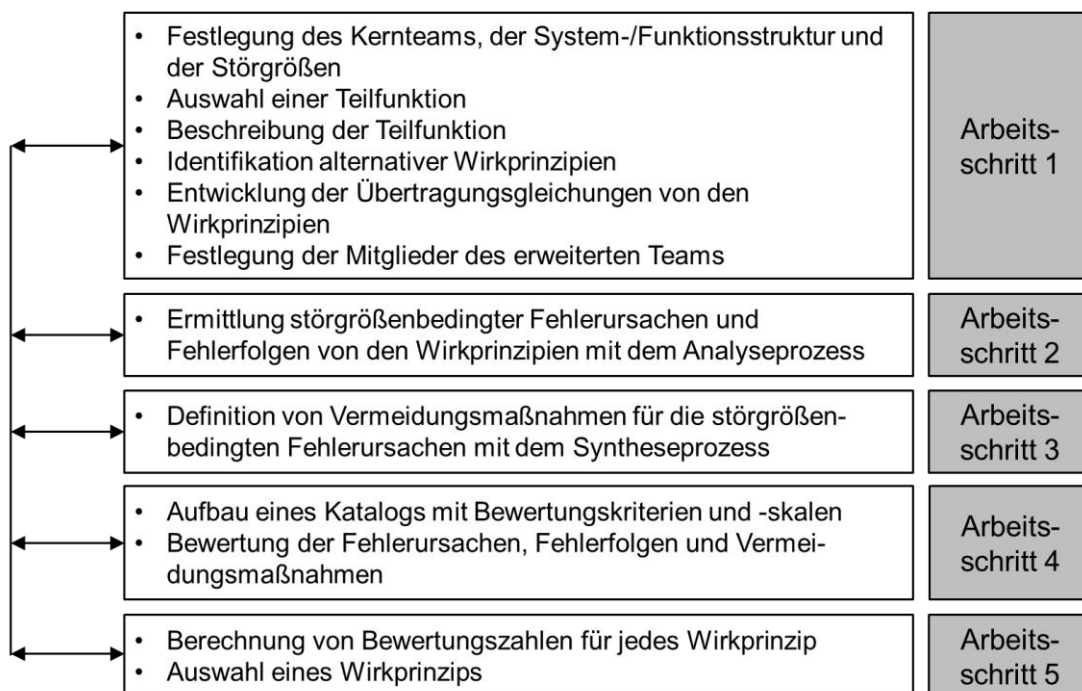 • Festlegung des Kernteams, der System-/Funktionsstruktur und
der Störgrößen
• Auswahl einer Teilfunktion
• Beschreibung der Teilfunktion
• Identifikation alternativer Wirkprinzipien
• Entwicklung der Übertragungsgleichungen von den
Wirkprinzipien
• Festlegung der Mitglieder des erweiterten Teams
Arbeits-
schritt 1
• Ermittlung störgrößenbedingter Fehlerursachen und
Fehlerfolgen von den Wirkprinzipien mit dem Analyseprozess
Arbeits-
schritt 2
• Definition von Vermeidungsmaßnahmen für die störgrößen-
bedingten Fehlerursachen mit dem Syntheseprozess
Arbeits-
schritt 3
• Aufbau eines Katalogs mit Bewertungskriterien und -skalen
• Bewertung der Fehlerursachen, Fehlerfolgen und Vermei-
dungsmaßnahmen
Arbeits-
schritt 4
• Berechnung von Bewertungszahlen für jedes Wirkprinzip
• Auswahl eines Wirkprinzips
Arbeits-
schritt 5